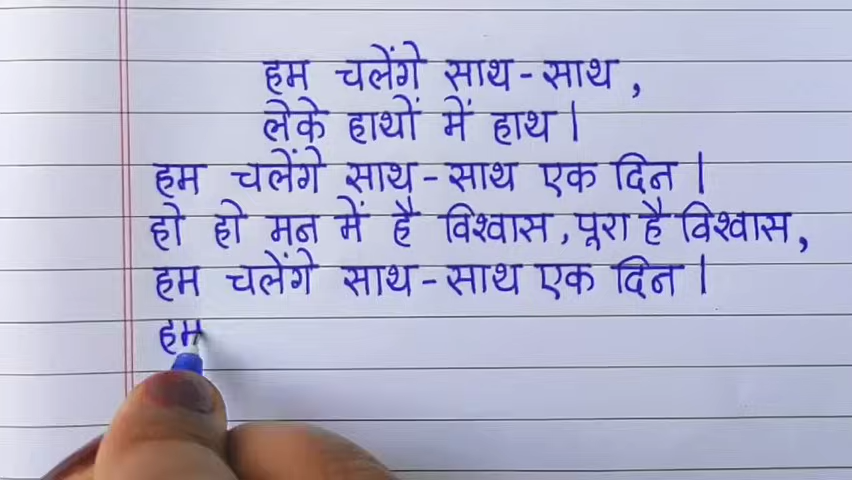 हम चलेंगे साथ-साथ,
लेके हाथों में हाथ।
हम चलेंगे साथ-साथ एक दिन।
हो हो मन में है विश्वास, पूरा है विश्वास,
हम चलेंगे साथ-साथ एक दिन।
हम